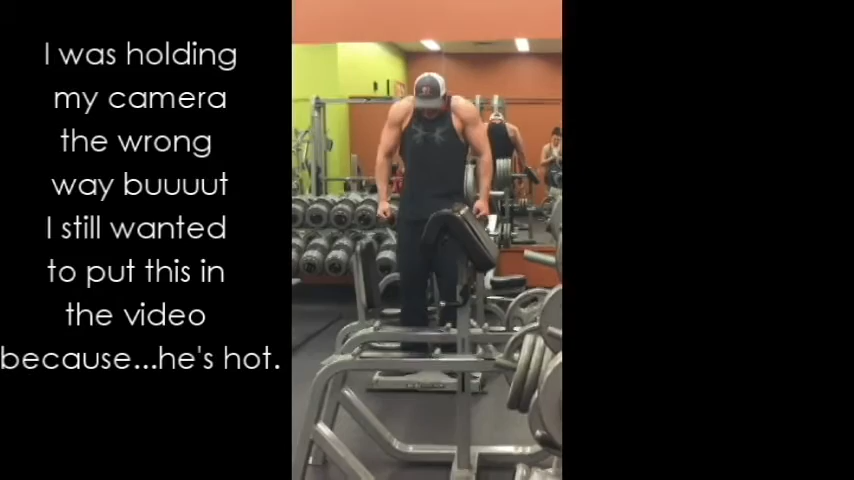 I was holding
my camera
the wrong
way buuuut
I still wanted
to put this in
the video
because...he's hot.